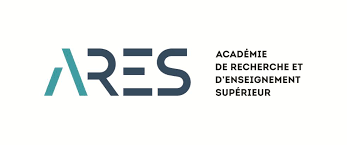 ARES
ACADÉMIE
DE RECHERCHE ET
D'ENSEIGNEMENT
SUPÉRIEUR